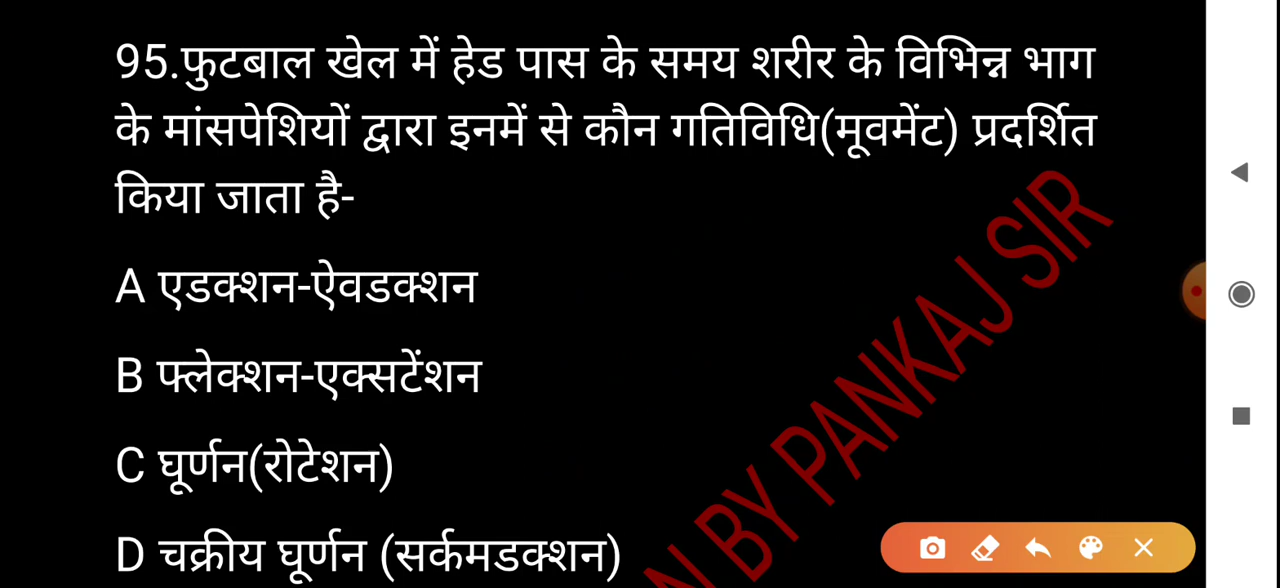 95.फुटबाल खेल में हेड पास के समय शरीर के विभिन्न भाग
के मांसपेशियों द्वारा इनमें से कौन गतिविधि(मूवमेंट) प्रदर्शित
किया जाता है-
A एडक्शन-ऐवडक्शन
B फ्लेक्शन-एक्सटेंशन
C घूर्णन(रोटेशन)
D चक्रीय घूर्णन (सर्कमडक्शन)
BY PANKAJ SIR